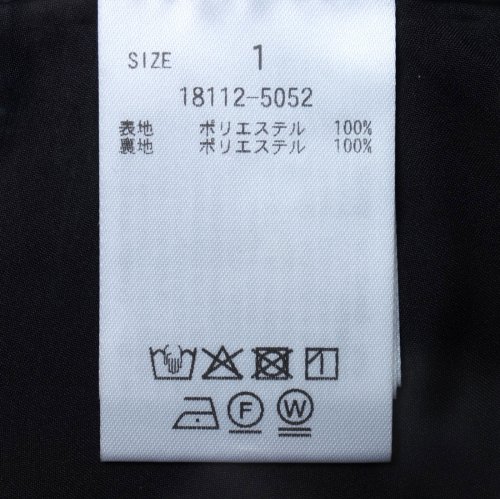 SIZE 1
18112-5052
表地 ポリエステル 100%
裏地 ポリエステル 100%
F W